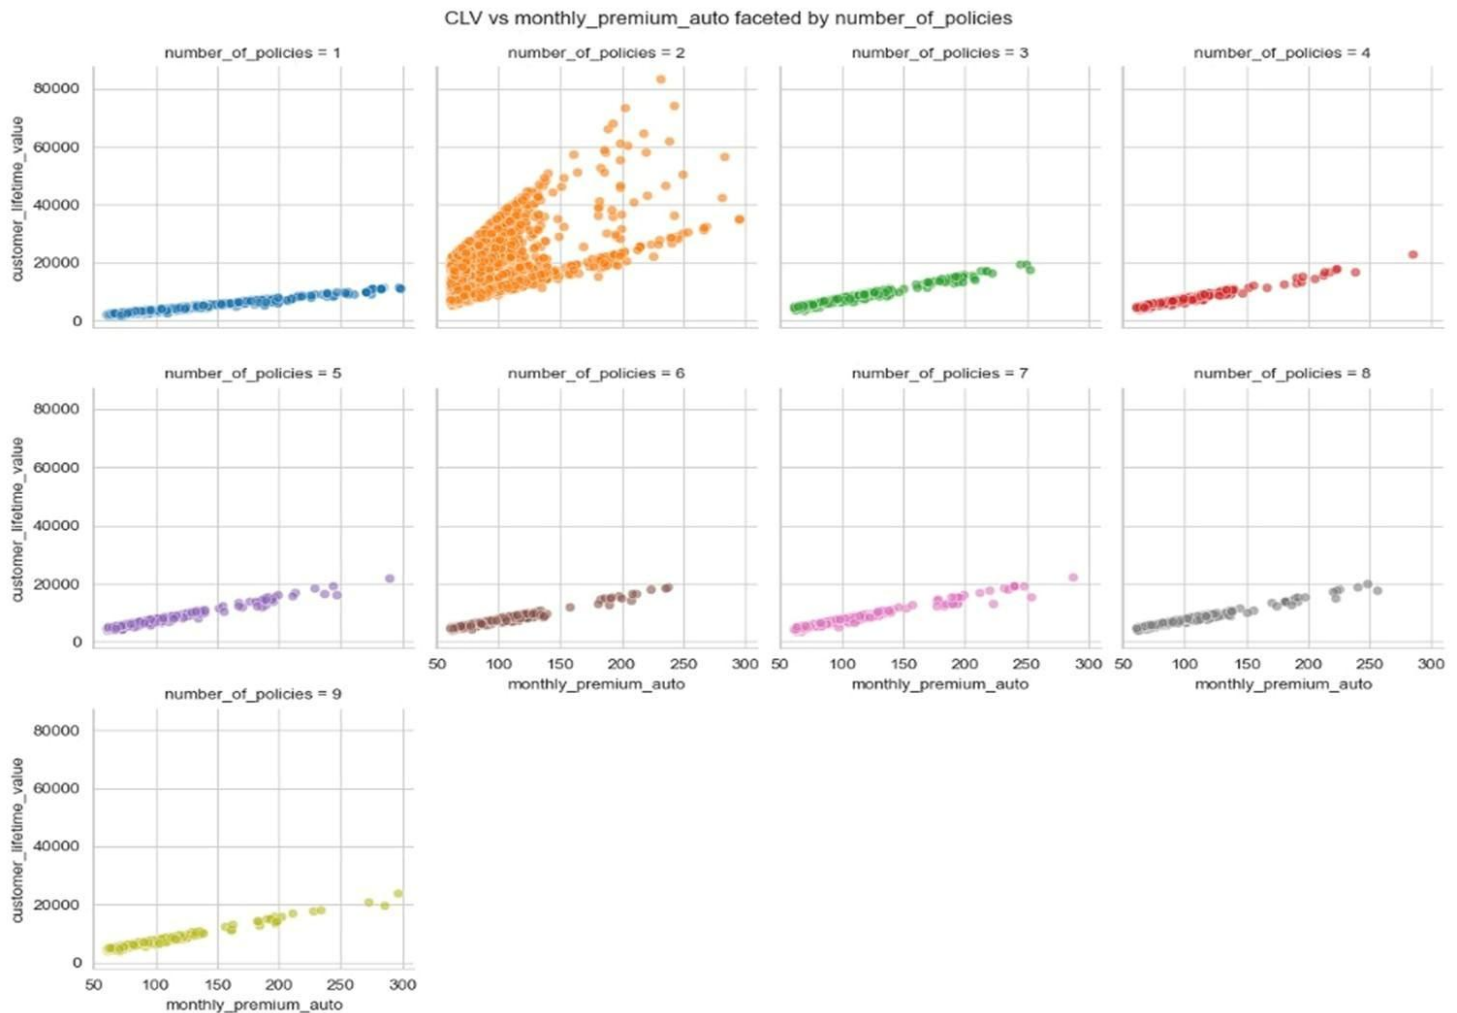 CLV vs monthly_premium_auto faceted by number_of_policies
number_of_policies = 1
number_of_policies = 2
number_of_policies = 3
number_of_policies = 4
customer_lifetime_value
80000
60000
40000
20000
0
number_of_policies = 5
number_of_policies = 6
number_of_policies = 7
number_of_policies = 8
customer_lifetime_value
80000
60000
40000
20000
0
50 100 150 200 250 300
monthly_premium_auto
50 100 150 200 250 300
monthly_premium_auto
50 100 150 200 250 300
monthly_premium_auto
number_of_policies = 9
customer_lifetime_value
80000
60000
40000
20000
0
50 100 150 200 250 300
monthly_premium_auto